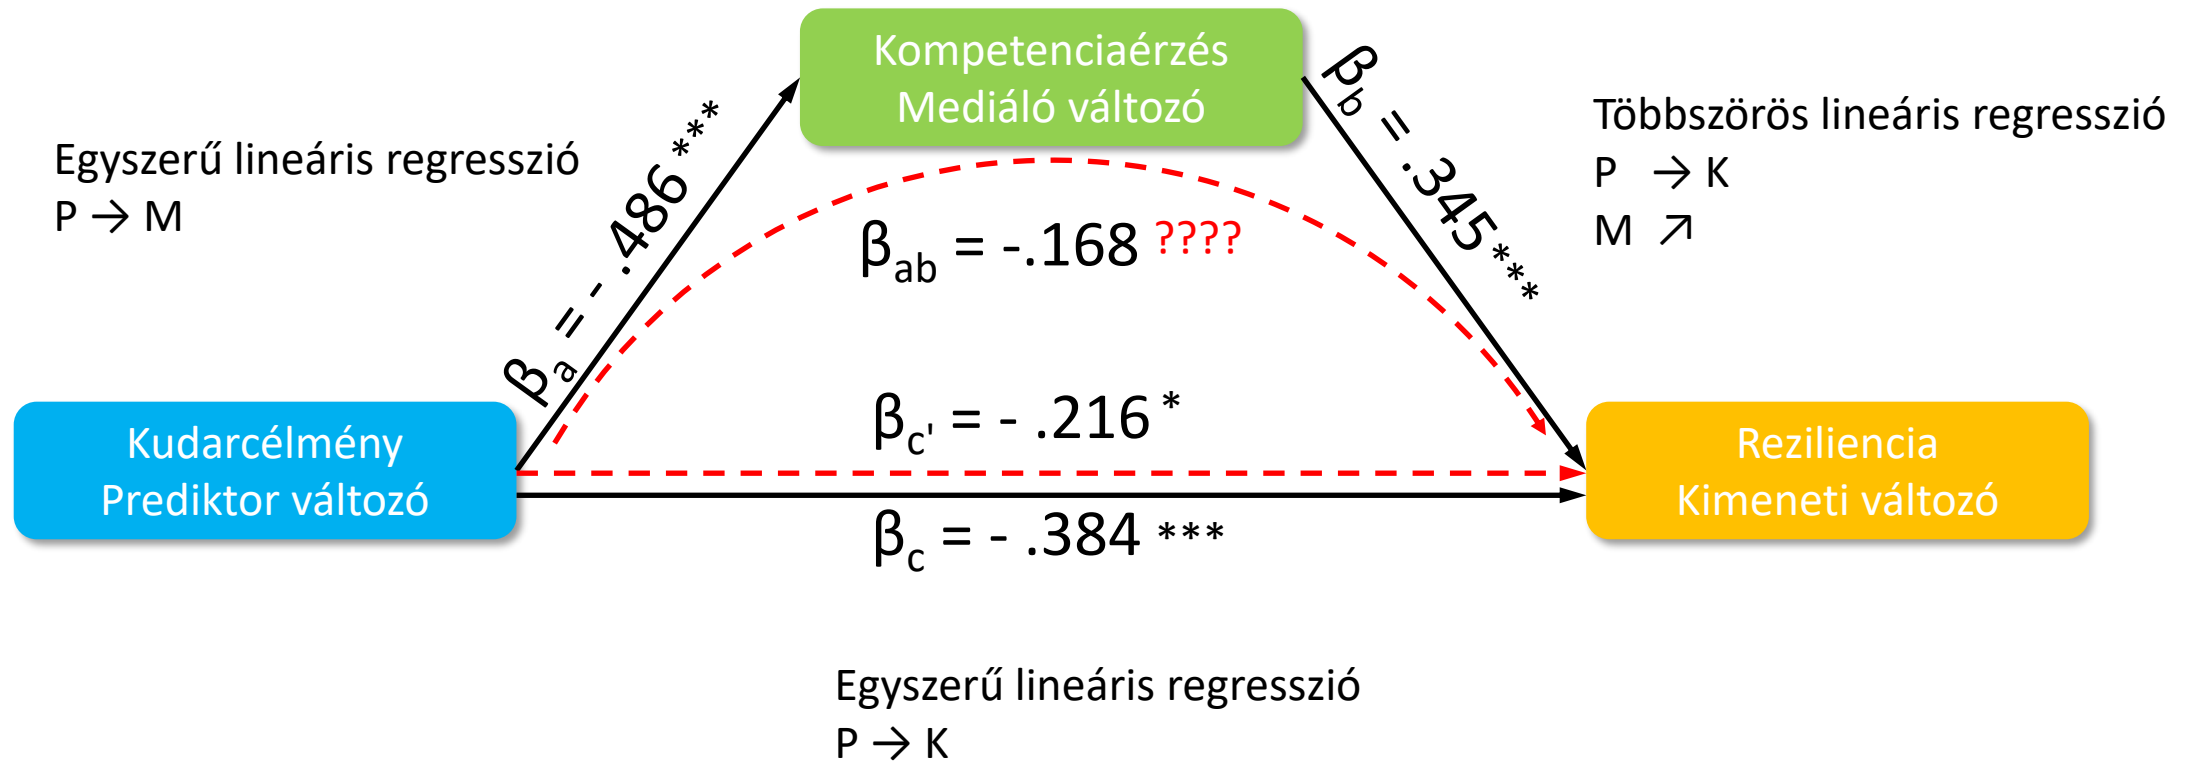 Kompetenciaérzés
Mediáló változó
Egyszerű lineáris regresszió
P → M
βa = - .486 ***
βb = .345 ***
Többszörös lineáris regresszió
P → K
M ↗
βab = -.168 ????
βc' = - .216 *
Kudarcélmény
Prediktor változó
Reziliencia
Kimeneti változó
βc = - .384 ***
Egyszerű lineáris regresszió
P → K